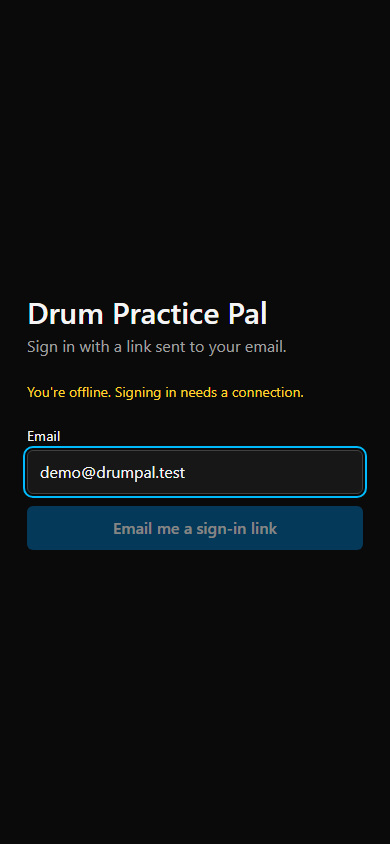 Drum Practice Pal
Sign in with a link sent to your email.
You're offline. Signing in needs a connection.
Email
demo@drumpal.test
Email me a sign-in link